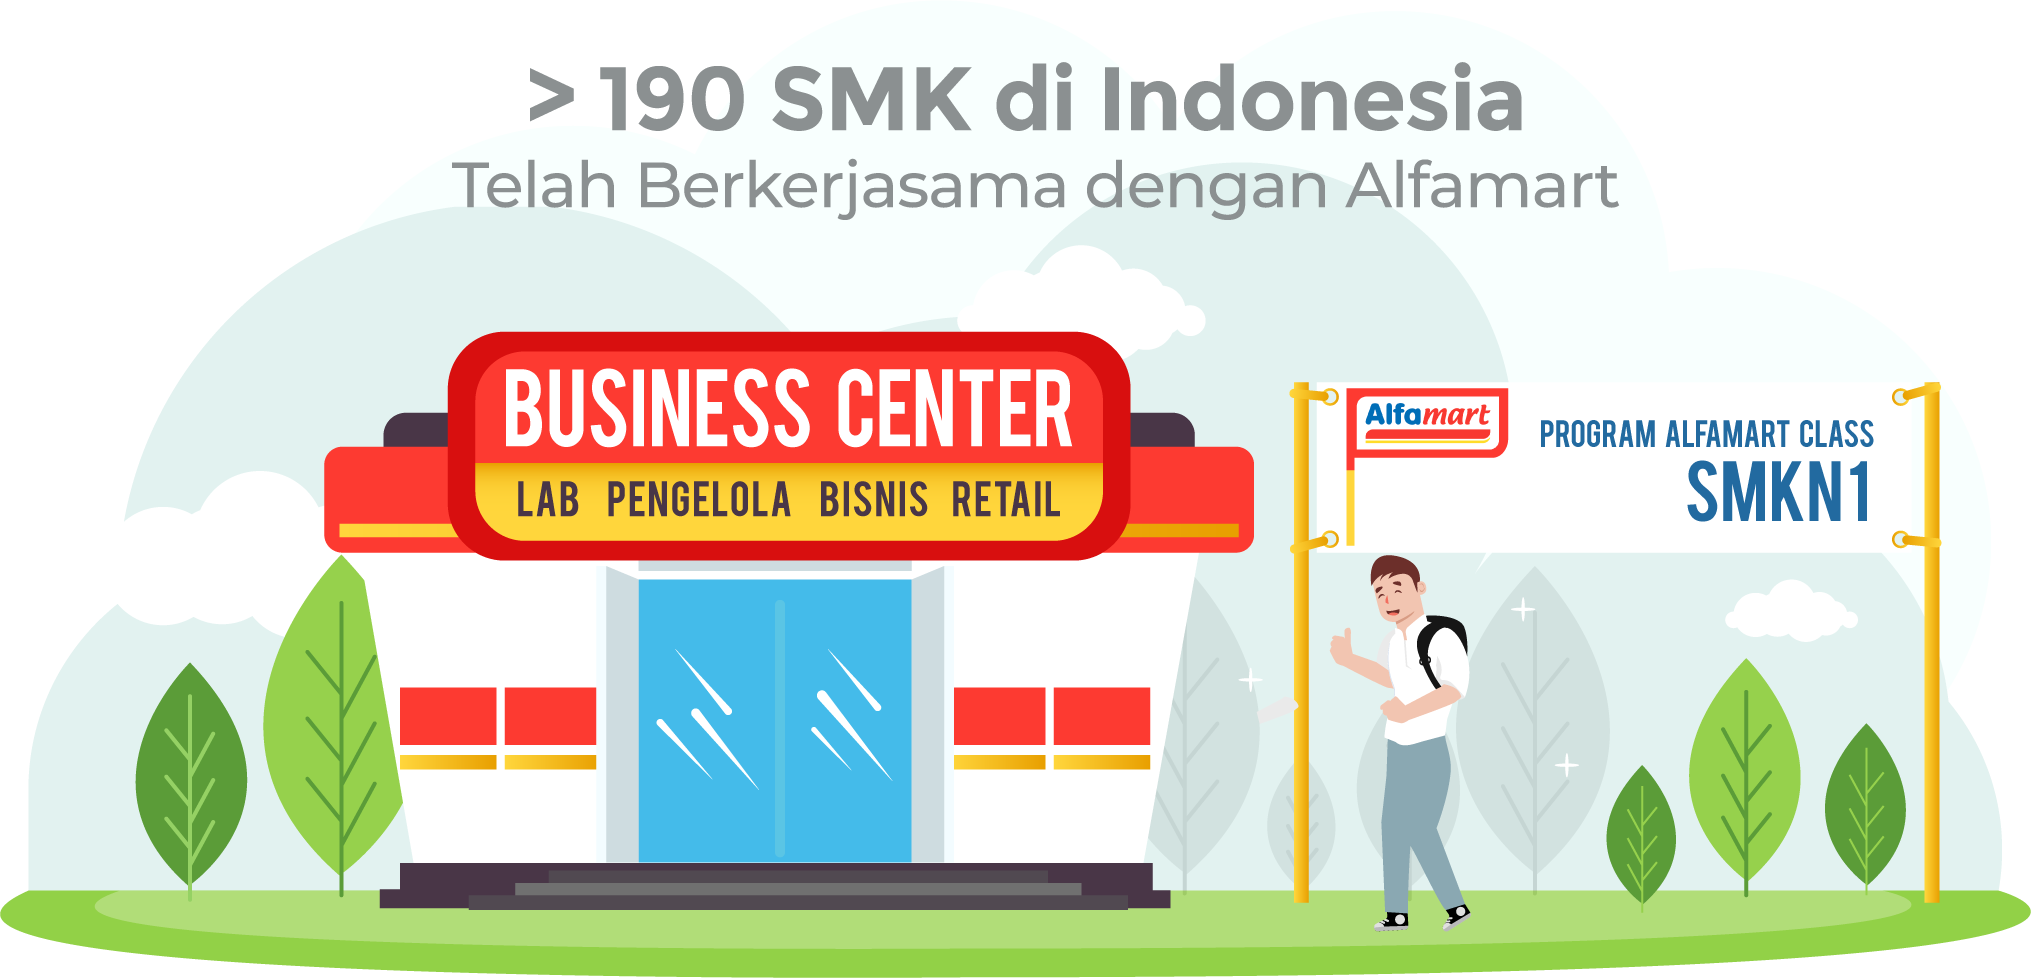 > 190 SMK di Indonesia
Telah Berkerjasama dengan Alfamart
BUSINESS CENTER
LAB PENGELOLA BISNIS RETAIL
Alfamart
PROGRAM ALFAMART CLASS
SMKN1